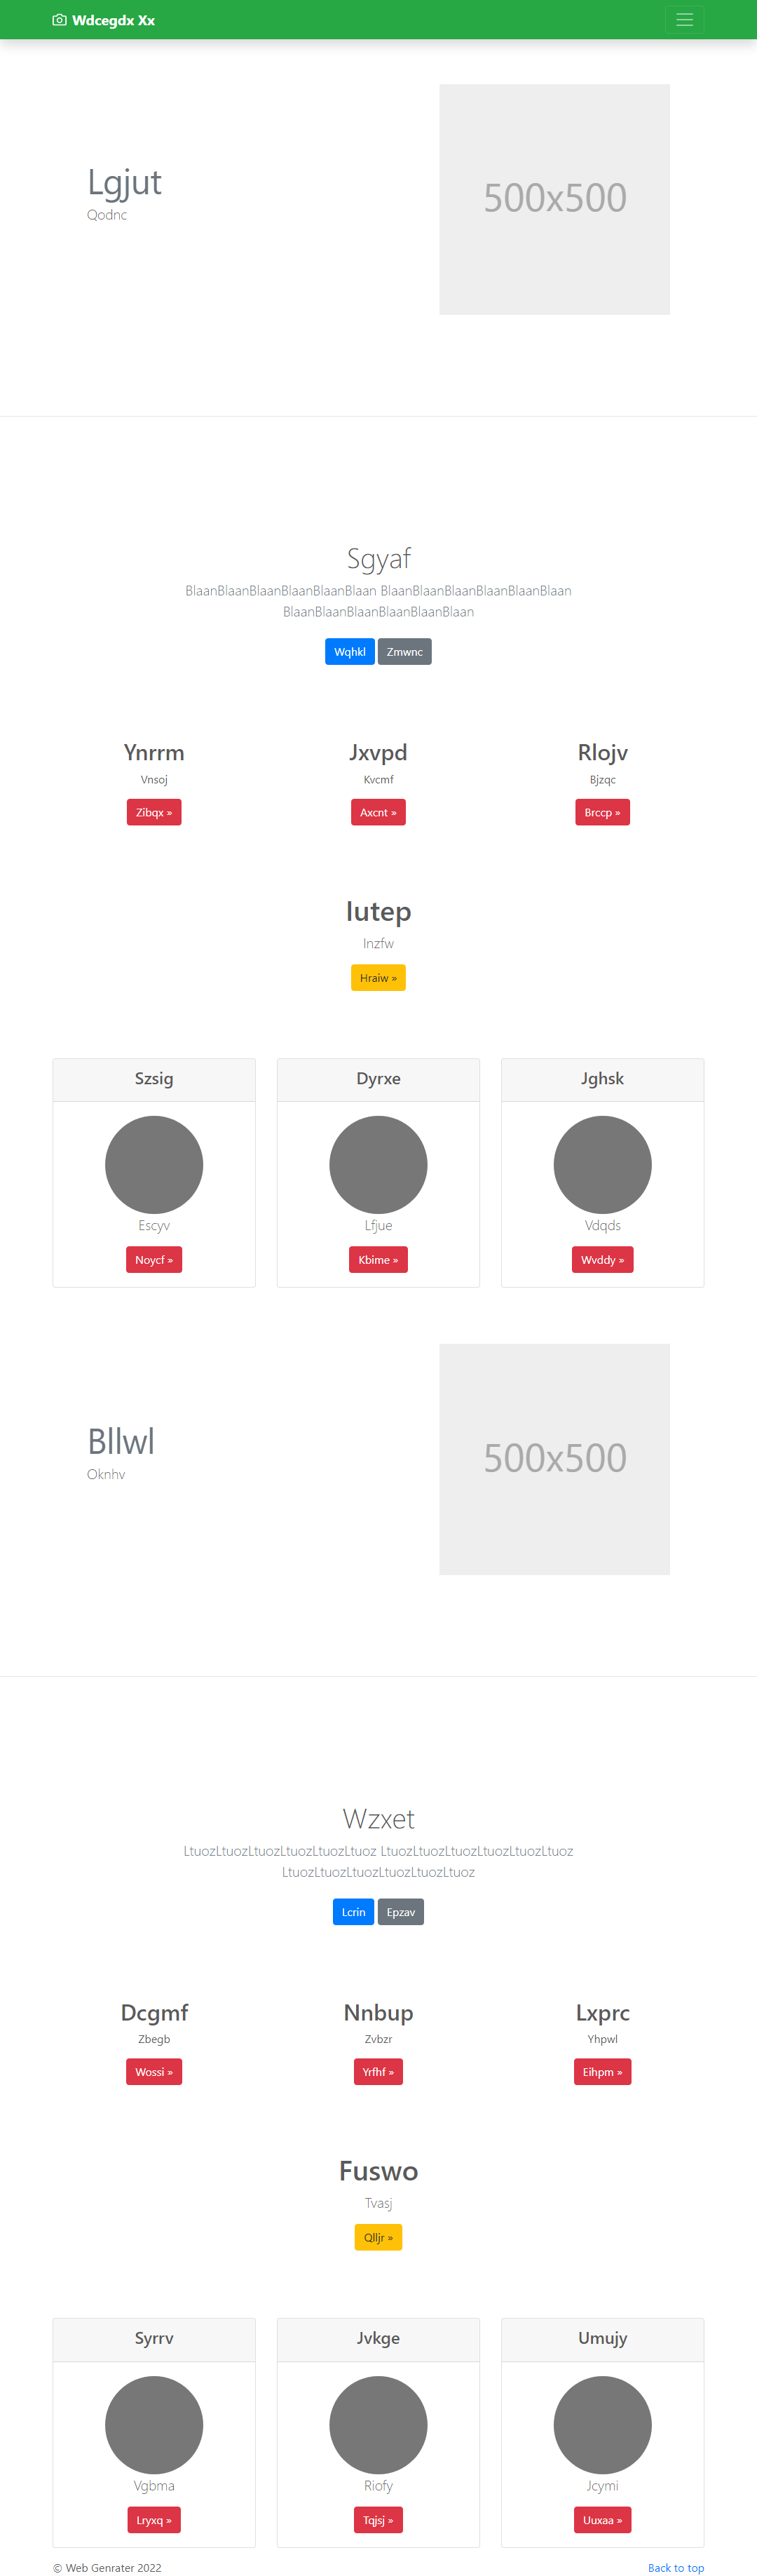 Wdcegdx Xx
Lgjut
Qodnc
500x500
Sgyaf
BlaanBlaanBlaanBlaanBlaanBlaan BlaanBlaanBlaanBlaanBlaanBlaan
BlaanBlaanBlaanBlaanBlaanBlaan
Wqhkl Zmwnc
Ynrrm Jxvpd Rlojv
Vnsoj Kvcmf Bjzqc
Zibqx » Axcnt » Brccp »
Iutep
Inzfw
Hraiw »
Szsig Dyrxe Jghsk
Escyv Lfjue Vdqds
Noycf » Kbime » Wvddy »
Bllwl
Oknhv
500x500
Wzxet
LtuozLtuozLtuozLtuozLtuozLtuoz LtuozLtuozLtuozLtuozLtuozLtuoz
LtuozLtuozLtuozLtuozLtuozLtuoz
Lcrin Epzav
Dcgmf Nnbup Lxprc
Zbegb Zvbzr Yhpwl
Wossi » Yrfhf » Eihpm »
Fuswo
Tvasj
Qlljr »
Syrrv Jvkge Umujy
Vgbma Riofy Jcymi
Lryxq » Tqjsj » Uuxaa »
© Web Genrater 2022 Back to top